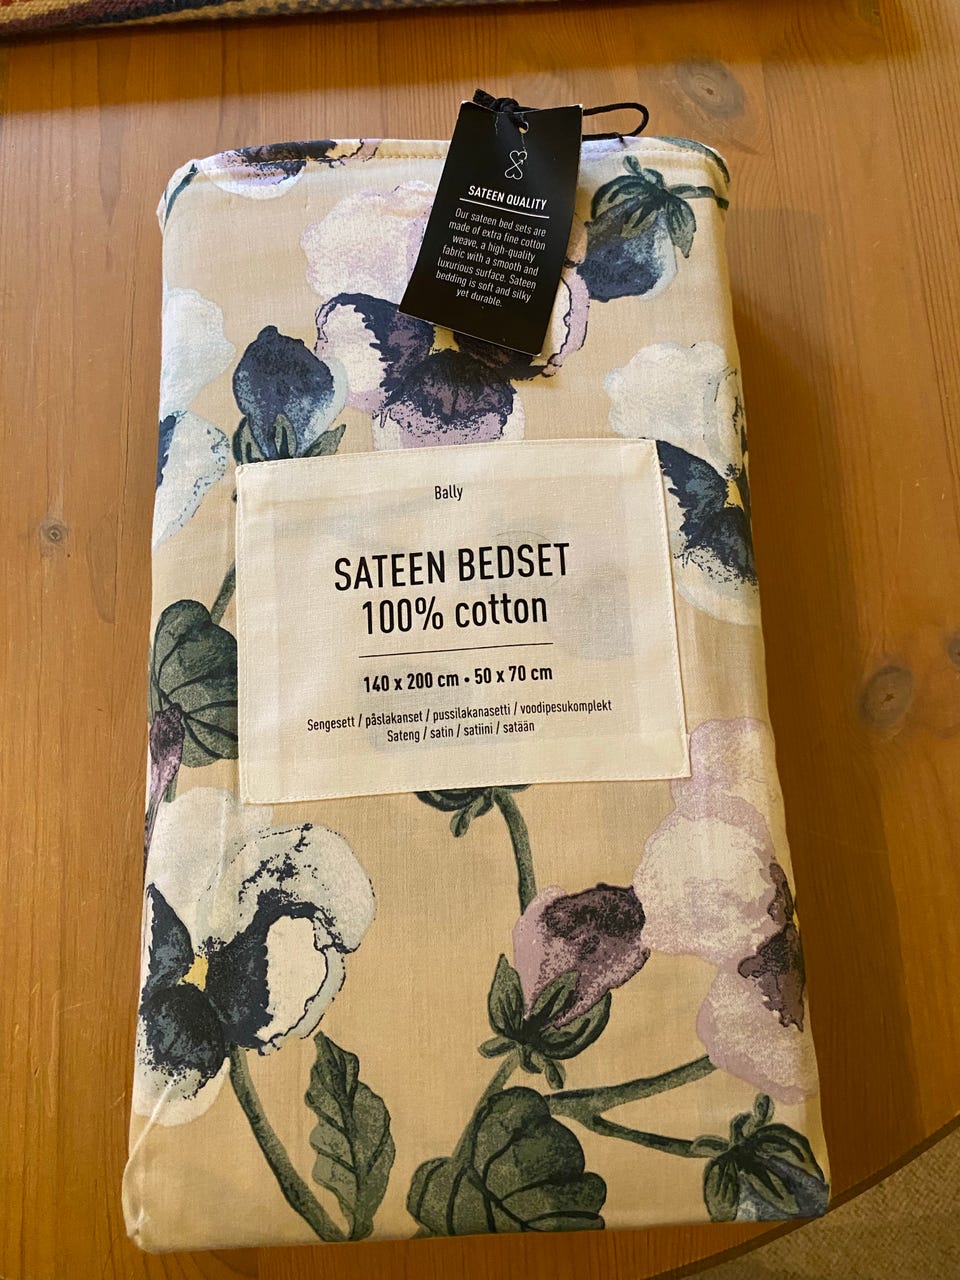 SATEEN QUALITY
Our sateen bed sets are
made of extra fine cotton
weave, a high-quality
fabric with a smooth and
luxurious surface. Sateen
bedding is soft and silky
yet durable.
Bally
SATEEN BEDSET
100% cotton
140 x 200 cm • 50 x 70 cm
Sengesett / påslakanset / pussilakanasetti / voodipesukomplekt
Sateng / satin / satiini / satään